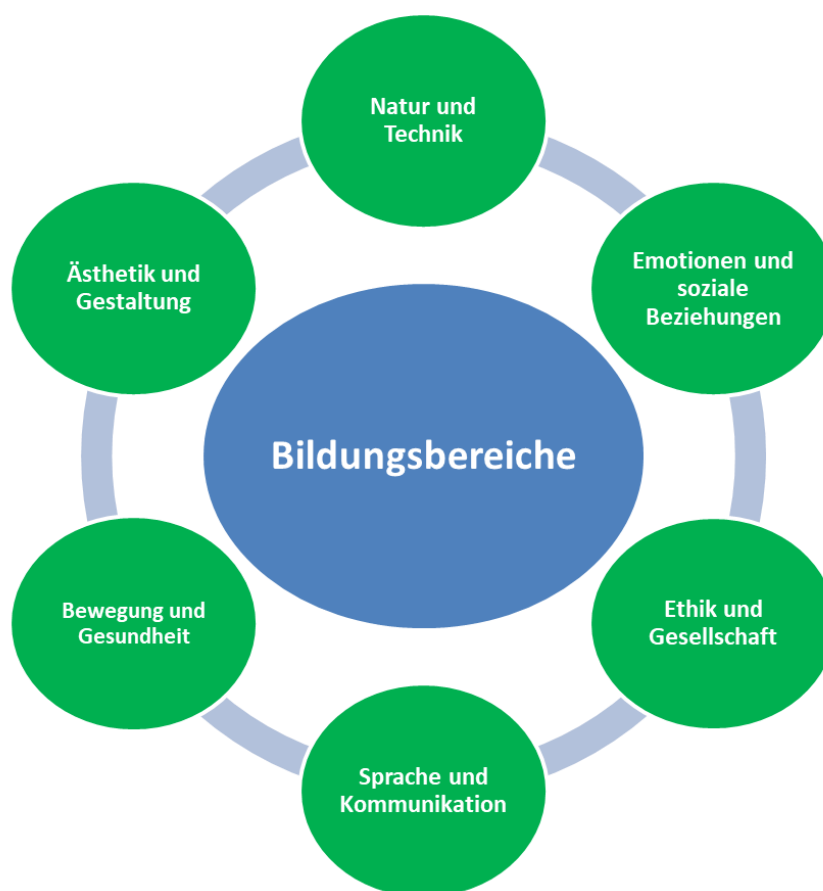 Natur und
Technik
Emotionen und
soziale
Beziehungen
Ethik und
Gesellschaft
Sprache und
Kommunikation
Bewegung und
Gesundheit
Ästhetik und
Gestaltung
Bildungsbereiche